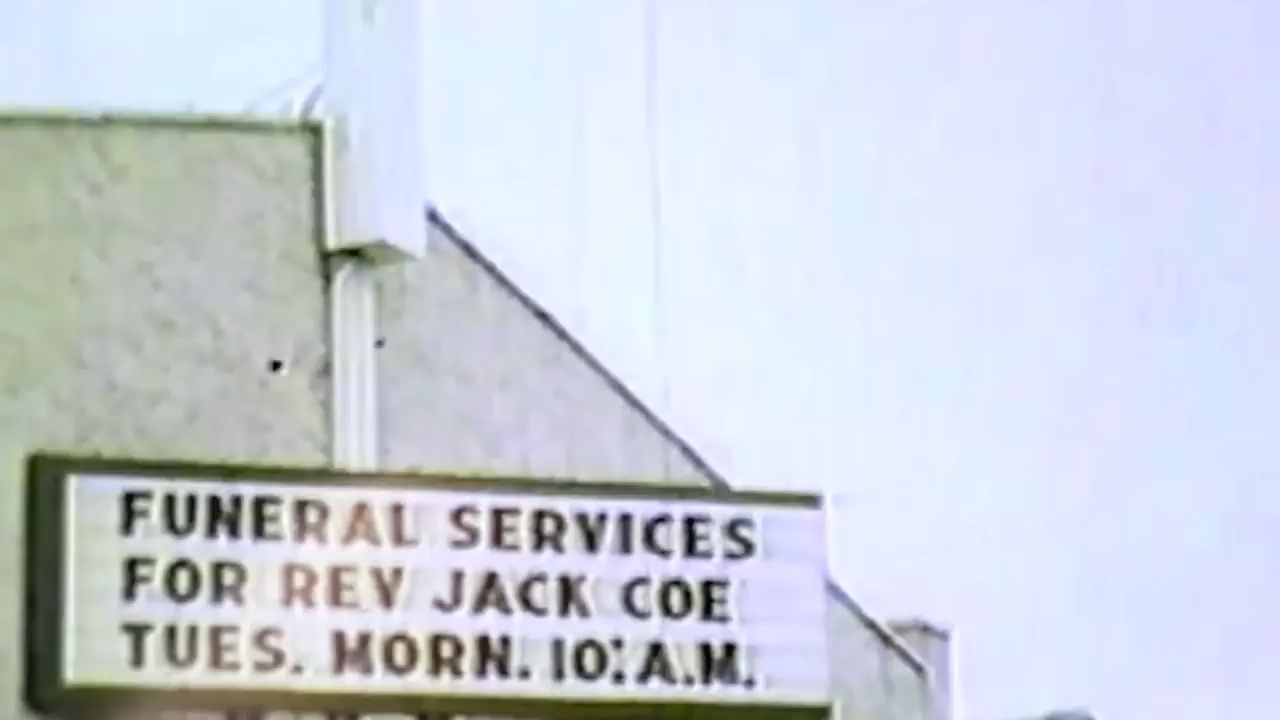 FUNERAL SERVICES
FOR REV JACK COE
TUES. MORN. 10:A.M.